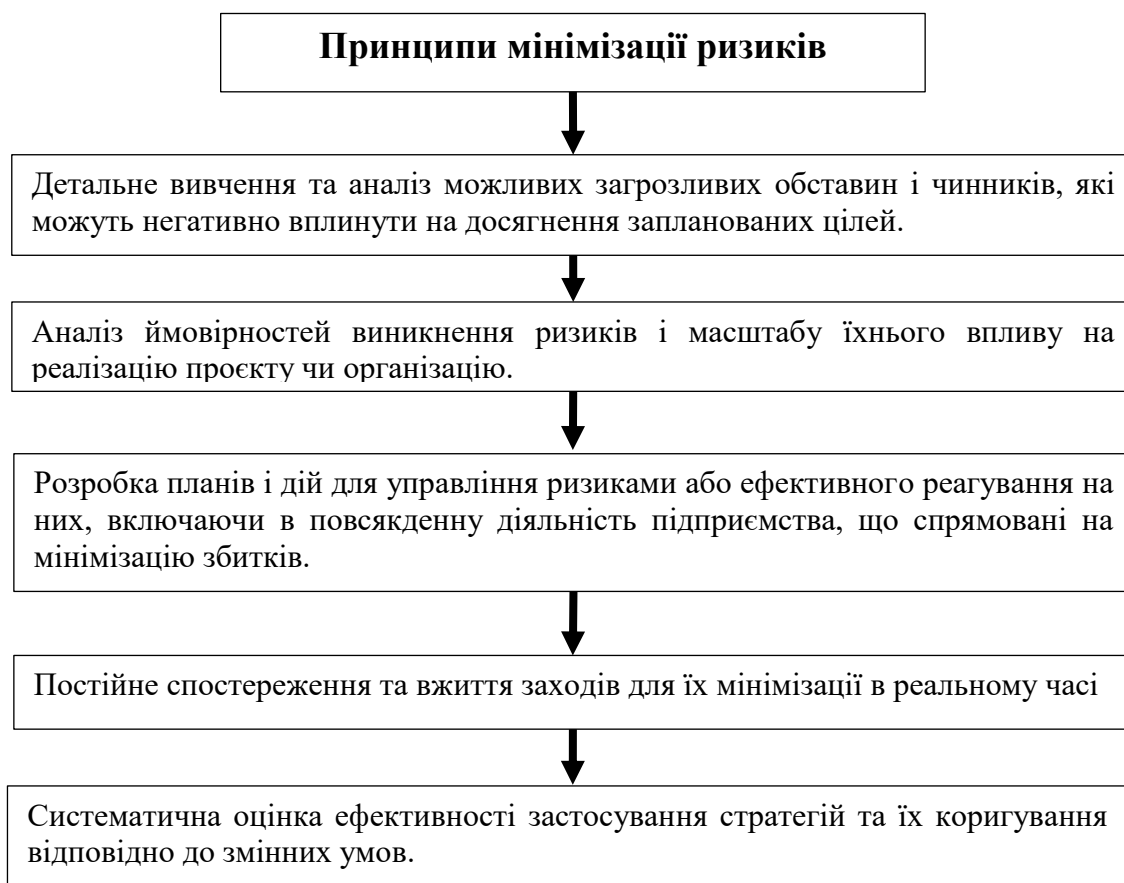 Принципи мінімізації ризиків
Детальне вивчення та аналіз можливих загрозливих обставин і чинників, які
можуть негативно вплинути на досягнення запланованих цілей.
Аналіз ймовірностей виникнення ризиків і масштабу їхнього впливу на
реалізацію проєкту чи організацію.
Розробка планів і дій для управління ризиками або ефективного реагування на
них, включаючи в повсякденну діяльність підприємства, що спрямовані на
мінімізацію збитків.
Постійне спостереження та вжиття заходів для їх мінімізації в реальному часі
Систематична оцінка ефективності застосування стратегій та їх коригування
відповідно до змінних умов.